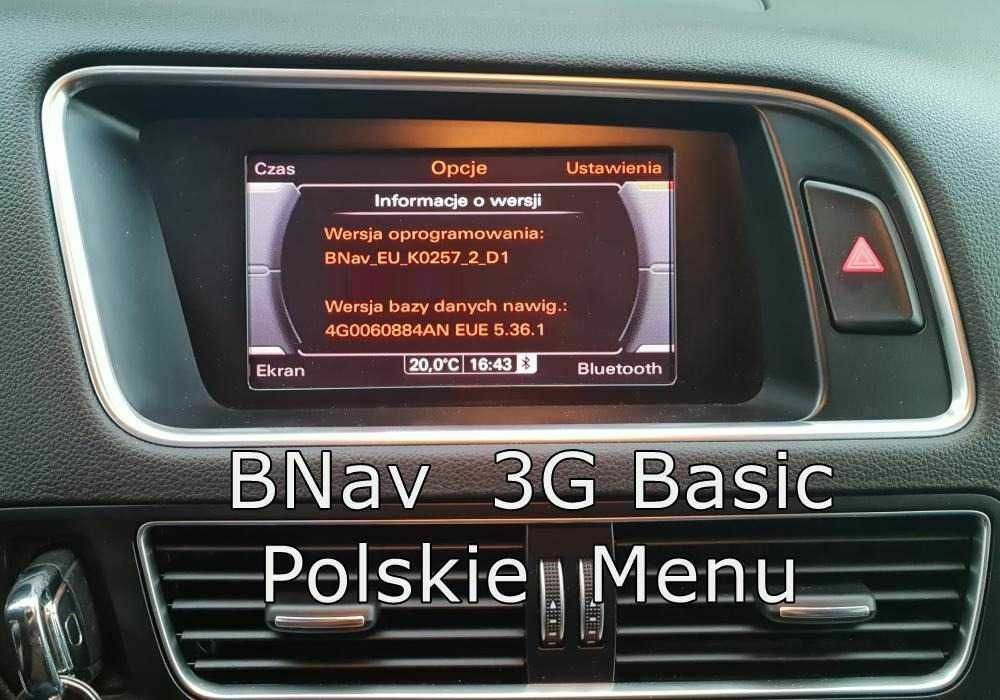 Czas Opcje Ustawienia
Informacje o wersji
Wersja oprogramowania:
BNav_EU_K0257_2_D1
Wersja bazy danych nawig.:
4G0060884AN EUE 5.36.1
Ekran 20,0°C 16:43 Bluetooth
BNav 3G Basic
Polskie Menu